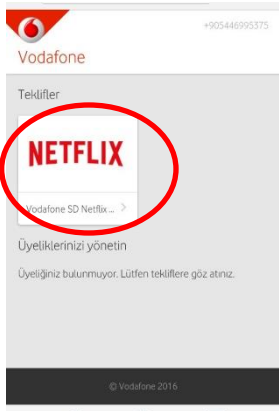 +905446995375
Vodafone
Teklifler
NETFLIX
Vodafone SD Netflix ...
Üyeliklerinizi yönetin
Üyeliğiniz bulunmuyor. Lütfen tekliflere göz atınız.
© Vodafone 2016